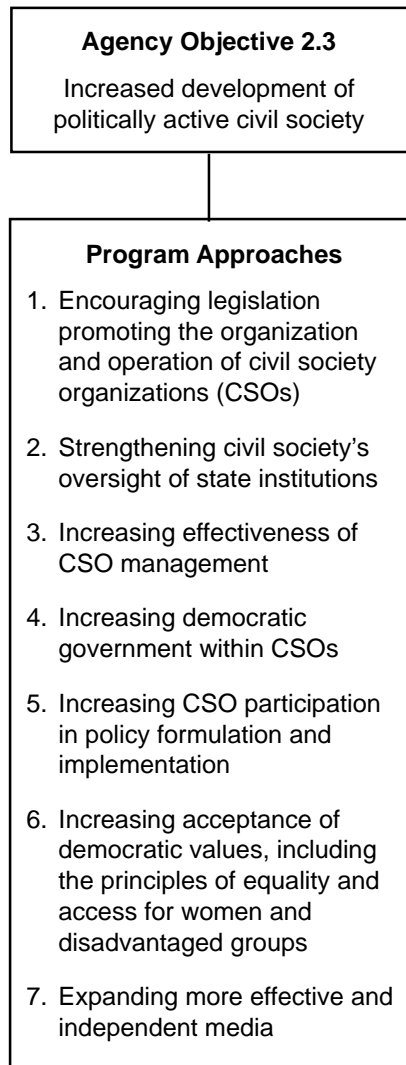 Agency Objective 2.3
Increased development of
politically active civil society
Program Approaches
1. Encouraging legislation
promoting the organization
and operation of civil society
organizations (CSOs)
2. Strengthening civil society’s
oversight of state institutions
3. Increasing effectiveness of
CSO management
4. Increasing democratic
government within CSOs
5. Increasing CSO participation
in policy formulation and
implementation
6. Increasing acceptance of
democratic values, including
the principles of equality and
access for women and
disadvantaged groups
7. Expanding more effective and
independent media